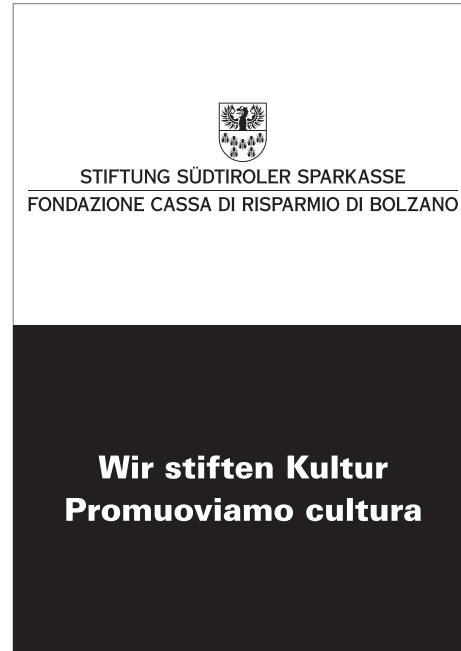 STIFTUNG SÜDTIROLER SPARKASSE
FONDAZIONE CASSA DI RISPARMIO DI BOLZANO
Wir stiften Kultur
Promuoviamo cultura